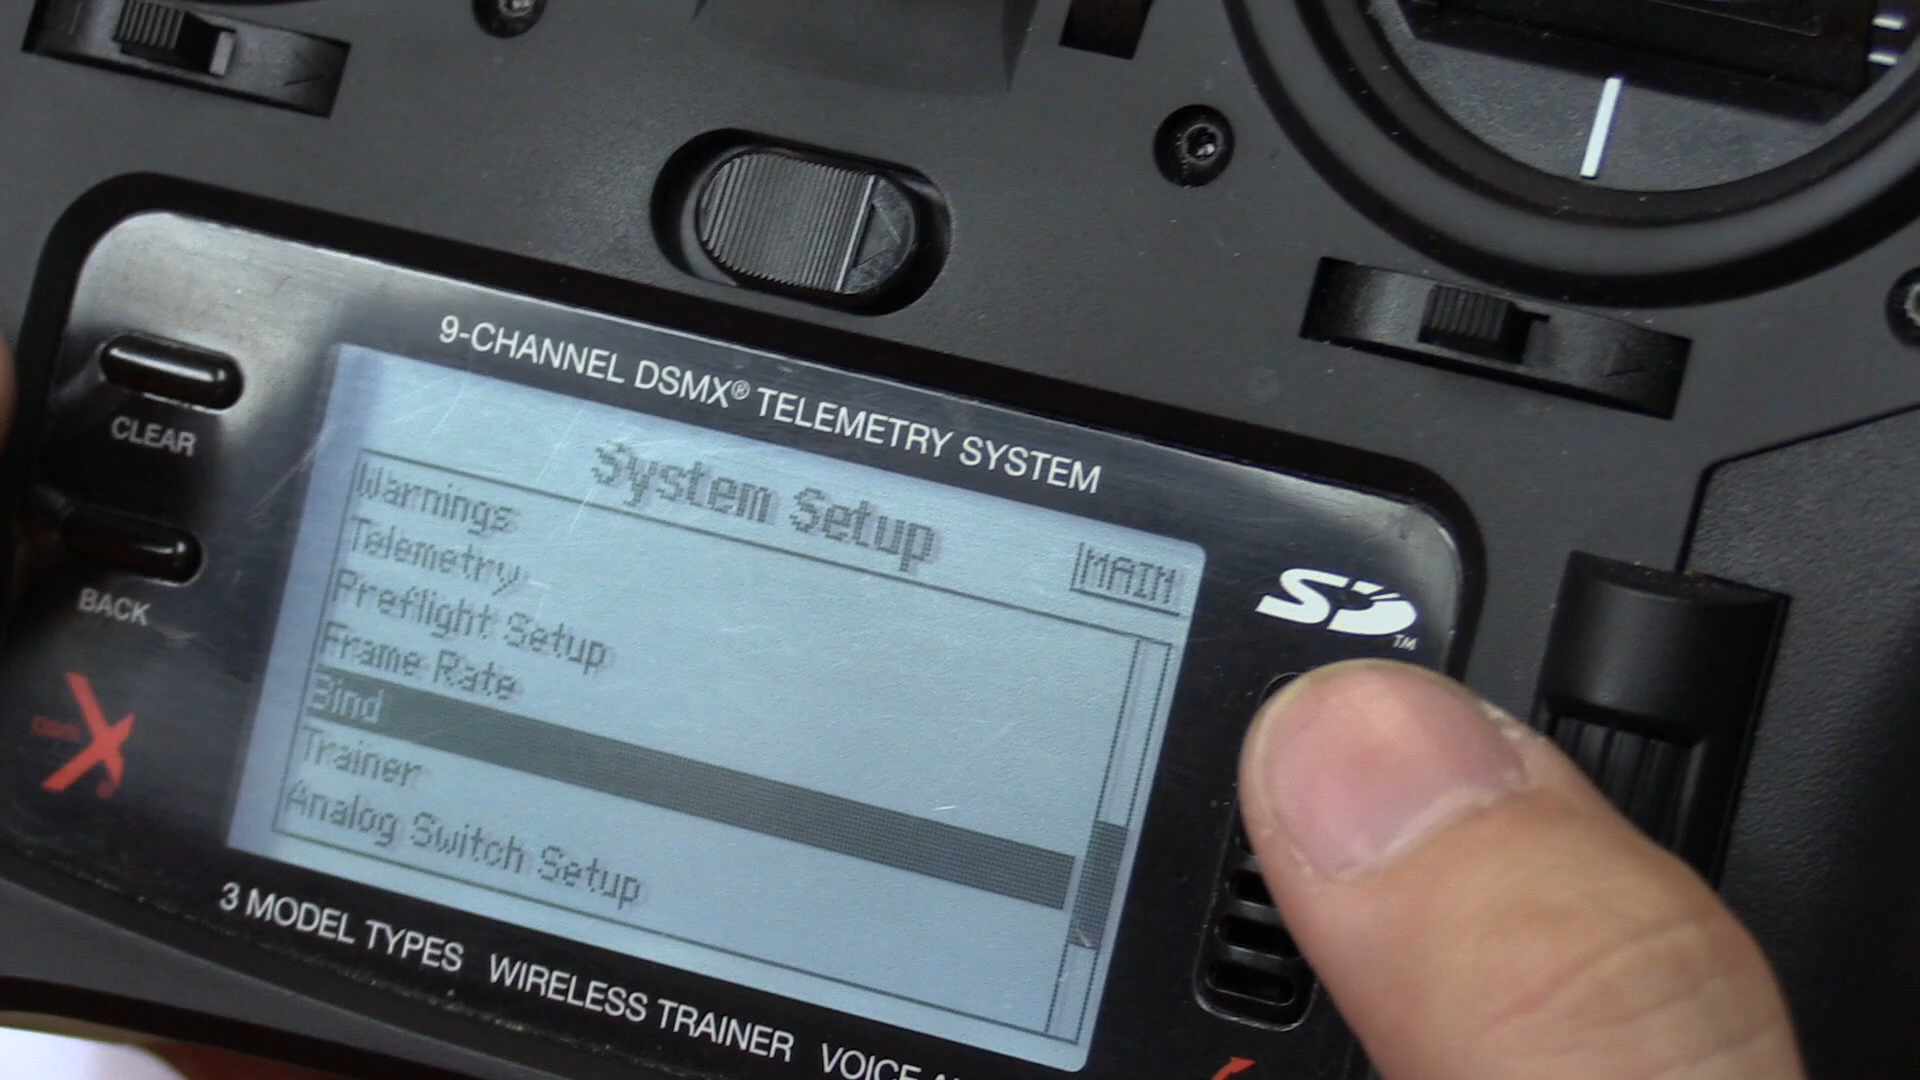 9-CHANNEL DSMX® TELEMETRY SYSTEM
CLEAR
BACK
System Setup
MAIN
Warnings
Telemetry
Preflight Setup
Frame Rate
Bind
Trainer
Analog Switch Setup
SD™
3 MODEL TYPES WIRELESS TRAINER VOICE